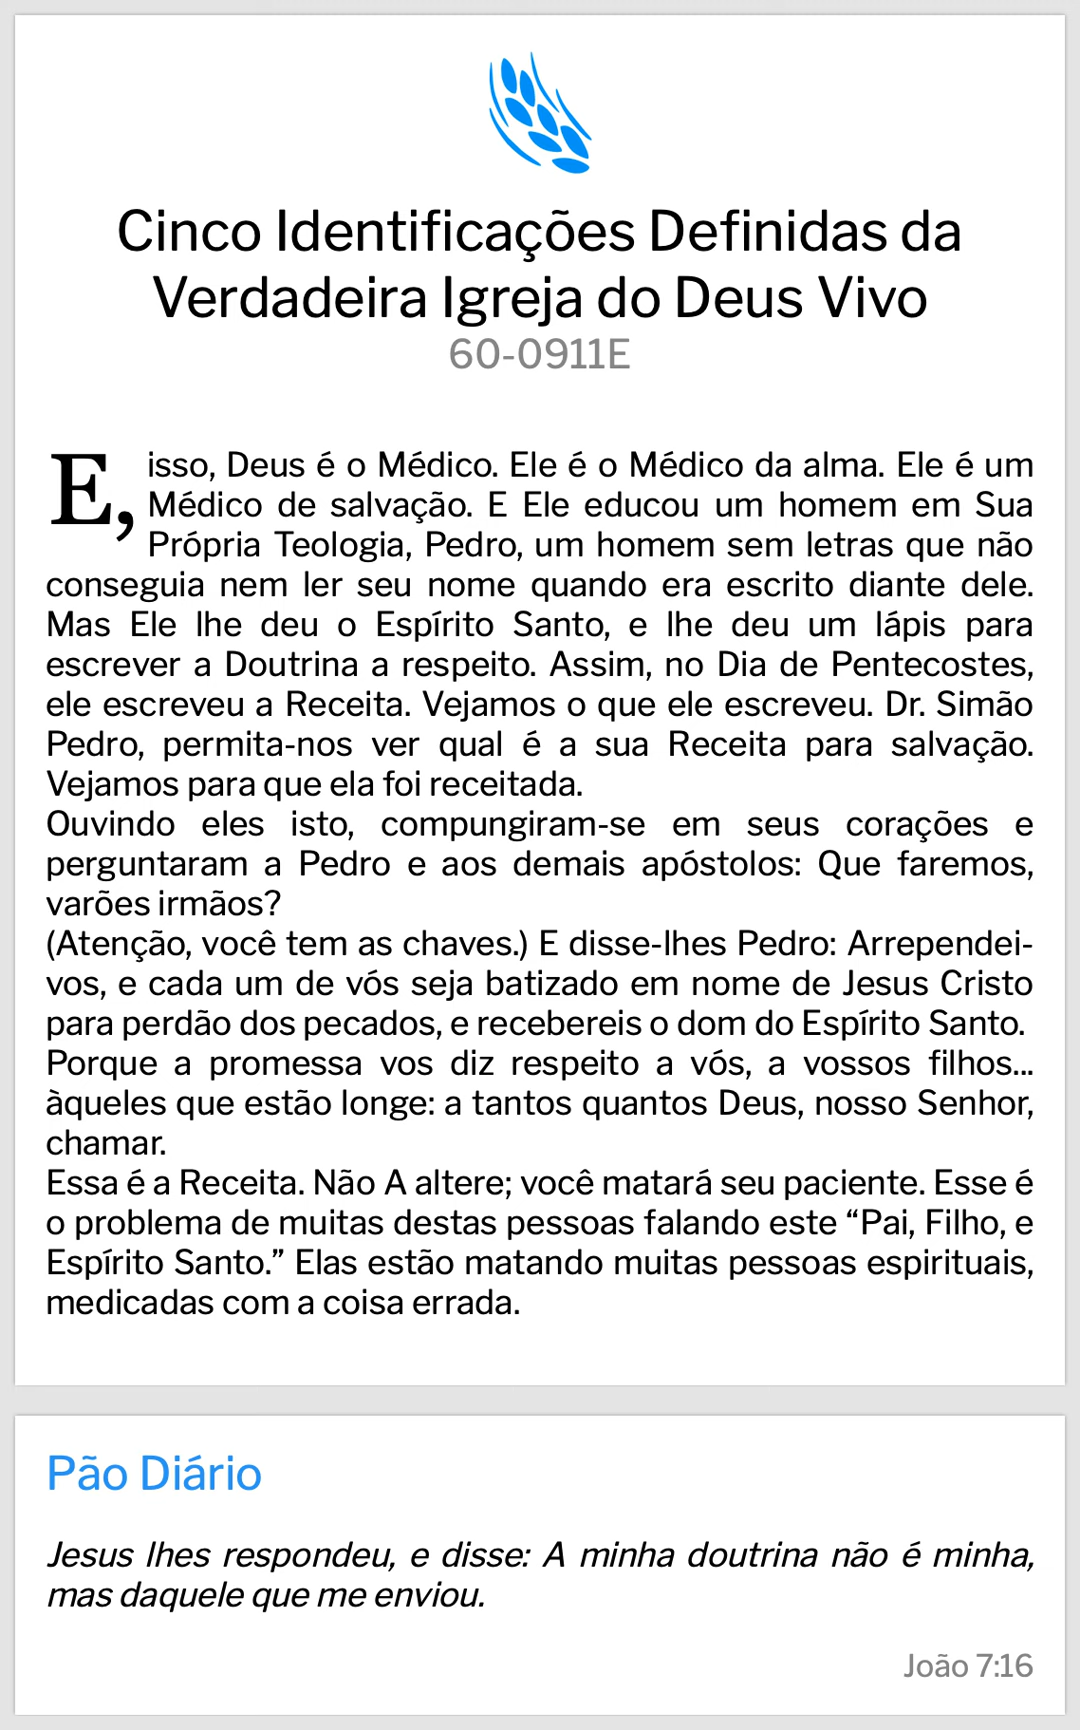 Cinco Identificações Definidas da
Verdadeira Igreja do Deus Vivo
60-0911E
E, isso, Deus é o Médico. Ele é o Médico da alma. Ele é um
Médico de salvação. E Ele educou um homem em Sua
Própria Teologia, Pedro, um homem sem letras que não
conseguia nem ler seu nome quando era escrito diante dele.
Mas Ele lhe deu o Espírito Santo, e lhe deu um lápis para
escrever a Doutrina a respeito. Assim, no Dia de Pentecostes,
ele escreveu a Receita. Vejamos o que ele escreveu. Dr. Simão
Pedro, permita-nos ver qual é a sua Receita para salvação.
Vejamos para que ela foi receitada.
Ouvindo eles isto, compungiram-se em seus corações e
perguntaram a Pedro e aos demais apóstolos: Que faremos,
varões irmãos?
(Atenção, você tem as chaves.) E disse-lhes Pedro: Arrependei-
vos, e cada um de vós seja batizado em nome de Jesus Cristo
para perdão dos pecados, e recebereis o dom do Espírito Santo.
Porque a promessa vos diz respeito a vós, a vossos filhos...
àqueles que estão longe: a tantos quantos Deus, nosso Senhor,
chamar.
Essa é a Receita. Não A altere; você matará seu paciente. Esse é
o problema de muitas destas pessoas falando este “Pai, Filho, e
Espírito Santo.” Elas estão matando muitas pessoas espirituais,
medicadas com a coisa errada.
Pão Diário
Jesus lhes respondeu, e disse: A minha doutrina não é minha,
mas daquele que me enviou.
João 7:16